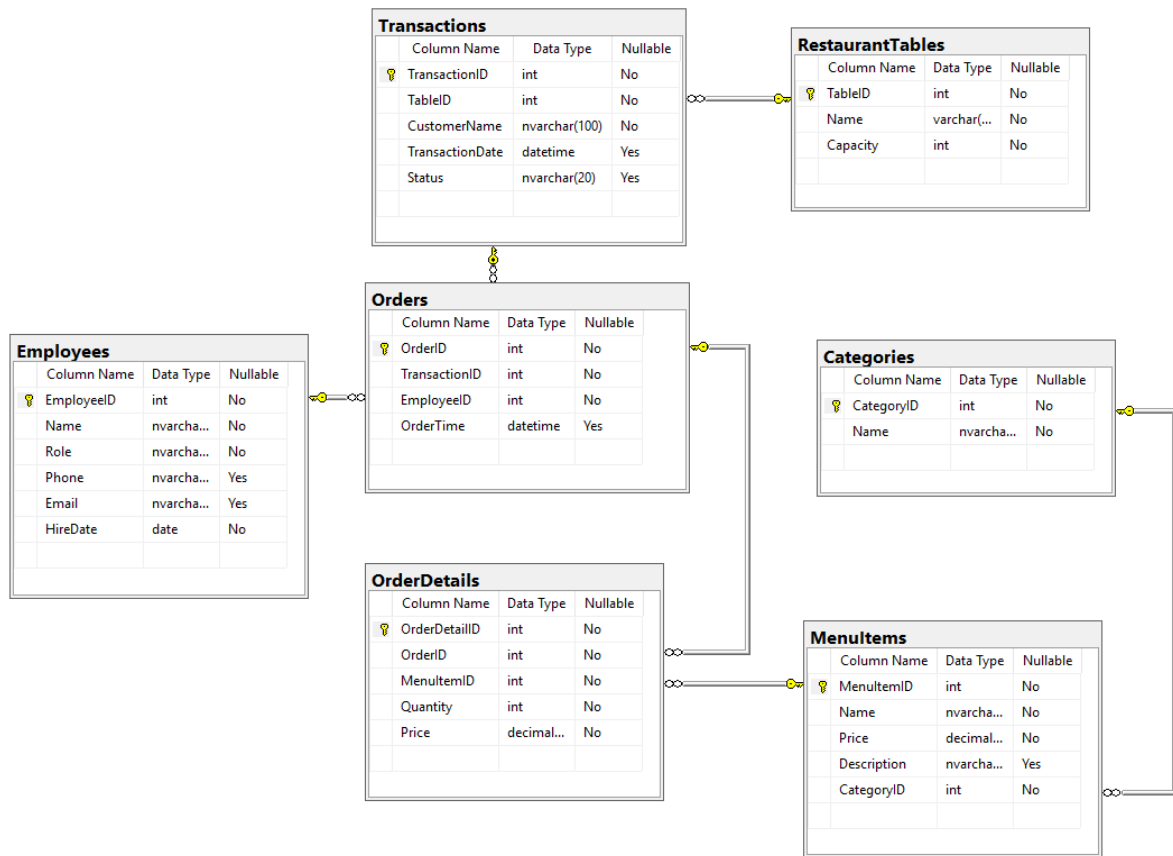 Transactions
Column Name Data Type Nullable
TransactionID int No
TableID int No
CustomerName nvarchar(100) No
TransactionDate datetime Yes
Status nvarchar(20) Yes
RestaurantTables
Column Name Data Type Nullable
TableID int No
Name varchar(... No
Capacity int No
Orders
Column Name Data Type Nullable
OrderID int No
TransactionID int No
EmployeeID int No
OrderTime datetime Yes
Employees
Column Name Data Type Nullable
EmployeeID int No
Name nvarcha... No
Role nvarcha... No
Phone nvarcha... Yes
Email nvarcha... Yes
HireDate date No
Categories
Column Name Data Type Nullable
CategoryID int No
Name nvarcha... No
OrderDetails
Column Name Data Type Nullable
OrderDetailID int No
OrderID int No
MenuItemID int No
Quantity int No
Price decimal... No
MenuItems
Column Name Data Type Nullable
MenuItemID int No
Name nvarcha... No
Price decimal... No
Description nvarcha... Yes
CategoryID int No